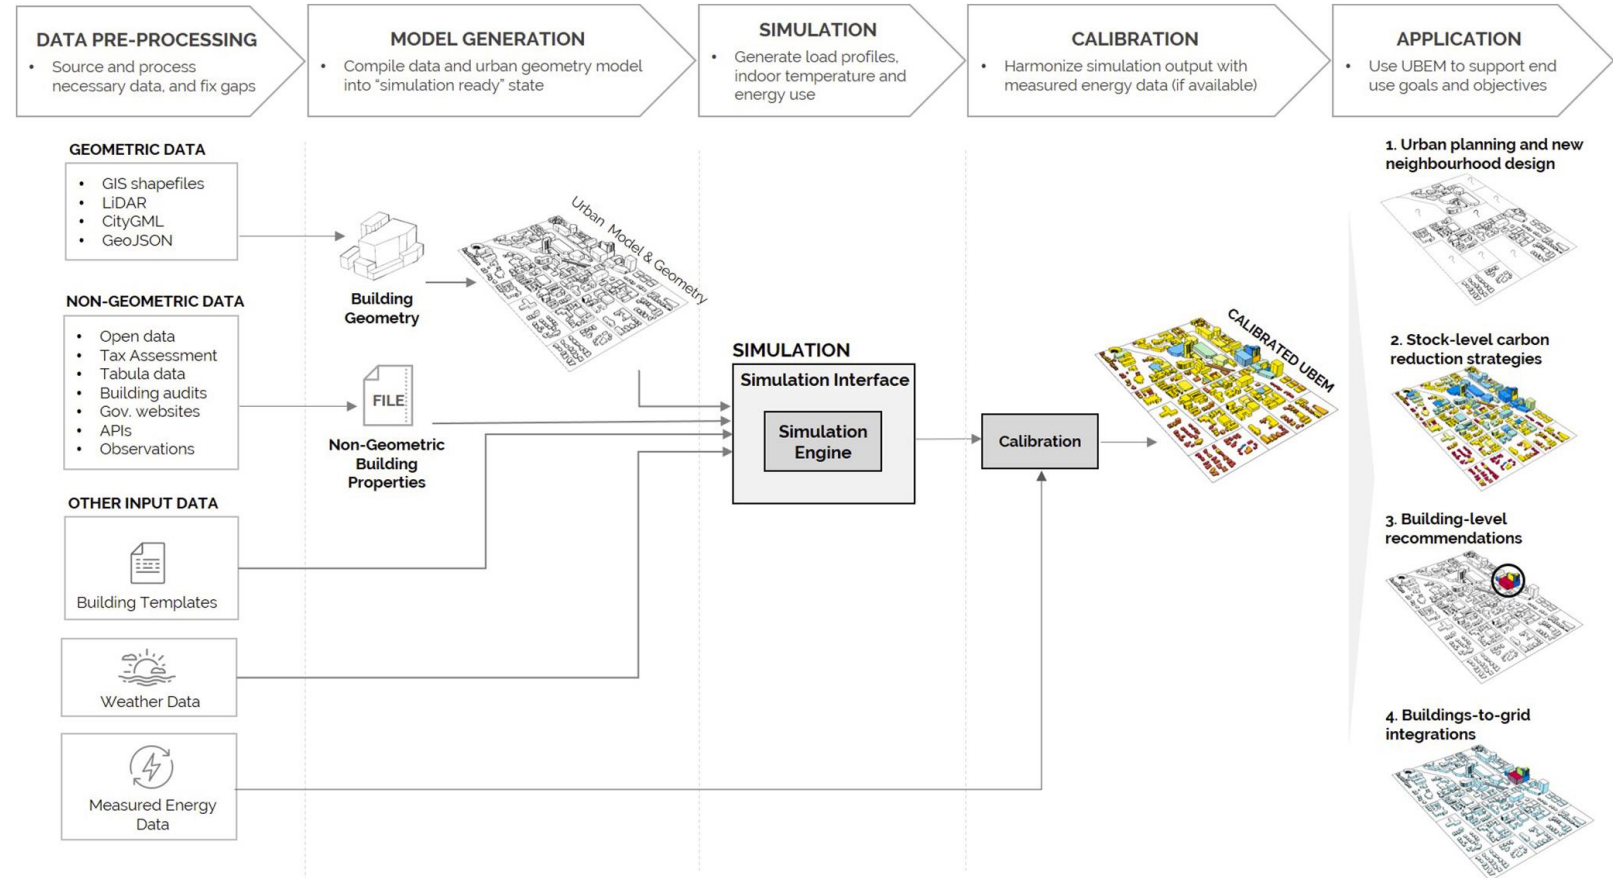 DATA PRE-PROCESSING
• Source and process
necessary data, and fix gaps
MODEL GENERATION
• Compile data and urban geometry model
into “simulation ready” state
SIMULATION
• Generate load profiles,
indoor temperature and
energy use
CALIBRATION
• Harmonize simulation output with
measured energy data (if available)
APPLICATION
• Use UBEM to support end
use goals and objectives
GEOMETRIC DATA
• GIS shapefiles
• LiDAR
• CityGML
• GeoJSON
NON-GEOMETRIC DATA
• Open data
• Tax Assessment
• Tabula data
• Building audits
• Gov. websites
• APIs
• Observations
OTHER INPUT DATA
Building Templates
Weather Data
Measured Energy
Data
Building
Geometry
Urban Model & Geometry
FILE
Non-Geometric
Building
Properties
SIMULATION
Simulation Interface
Simulation
Engine
Calibration
CALIBRATED UBEM
1. Urban planning and new
neighbourhood design
? ? ? ? ? ?
2. Stock-level carbon
reduction strategies
3. Building-level
recommendations
4. Buildings-to-grid
integrations